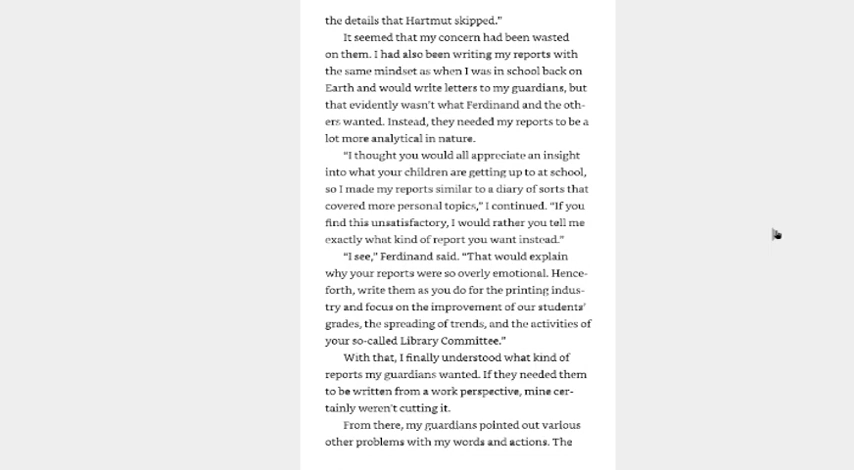 the details that Hartmut skipped.”
It seemed that my concern had been wasted
on them. I had also been writing my reports with
the same mindset as when I was in school back on
Earth and would write letters to my guardians, but
that evidently wasn’t what Ferdinand and the oth-
ers wanted. Instead, they needed my reports to be a
lot more analytical in nature.
“I thought you would all appreciate an insight
into what your children are getting up to at school,
so I made my reports similar to a diary of sorts that
covered more personal topics,” I continued. “If you
find this unsatisfactory, I would rather you tell me
exactly what kind of report you want instead.”
“I see,” Ferdinand said. “That would explain
why your reports were so overly emotional. Hence-
forth, write them as you do for the printing indus-
try and focus on the improvement of our students’
grades, the spreading of trends, and the activities of
your so-called Library Committee.”
With that, I finally understood what kind of
reports my guardians wanted. If they needed them
to be written from a work perspective, mine cer-
tainly weren’t cutting it.
From there, my guardians pointed out various
other problems with my words and actions. The